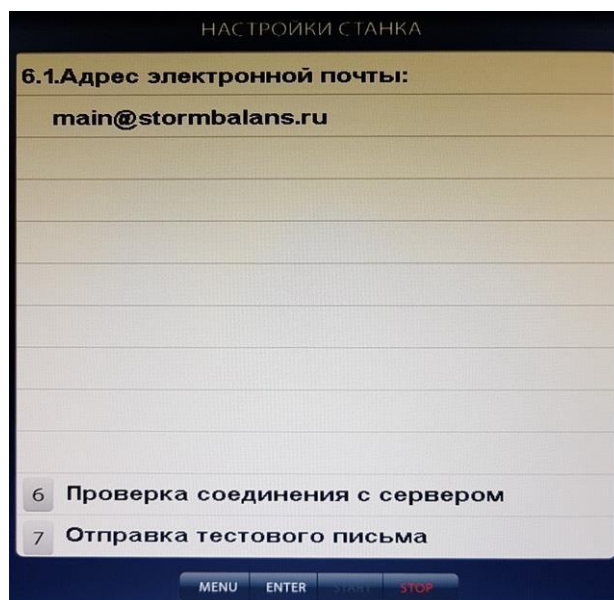 НАСТРОЙКИ СТАНКА
6.1.Адрес электронной почты:
main@stormbalans.ru
6 Проверка соединения с сервером
7 Отправка тестового письма
MENU ENTER START STOP